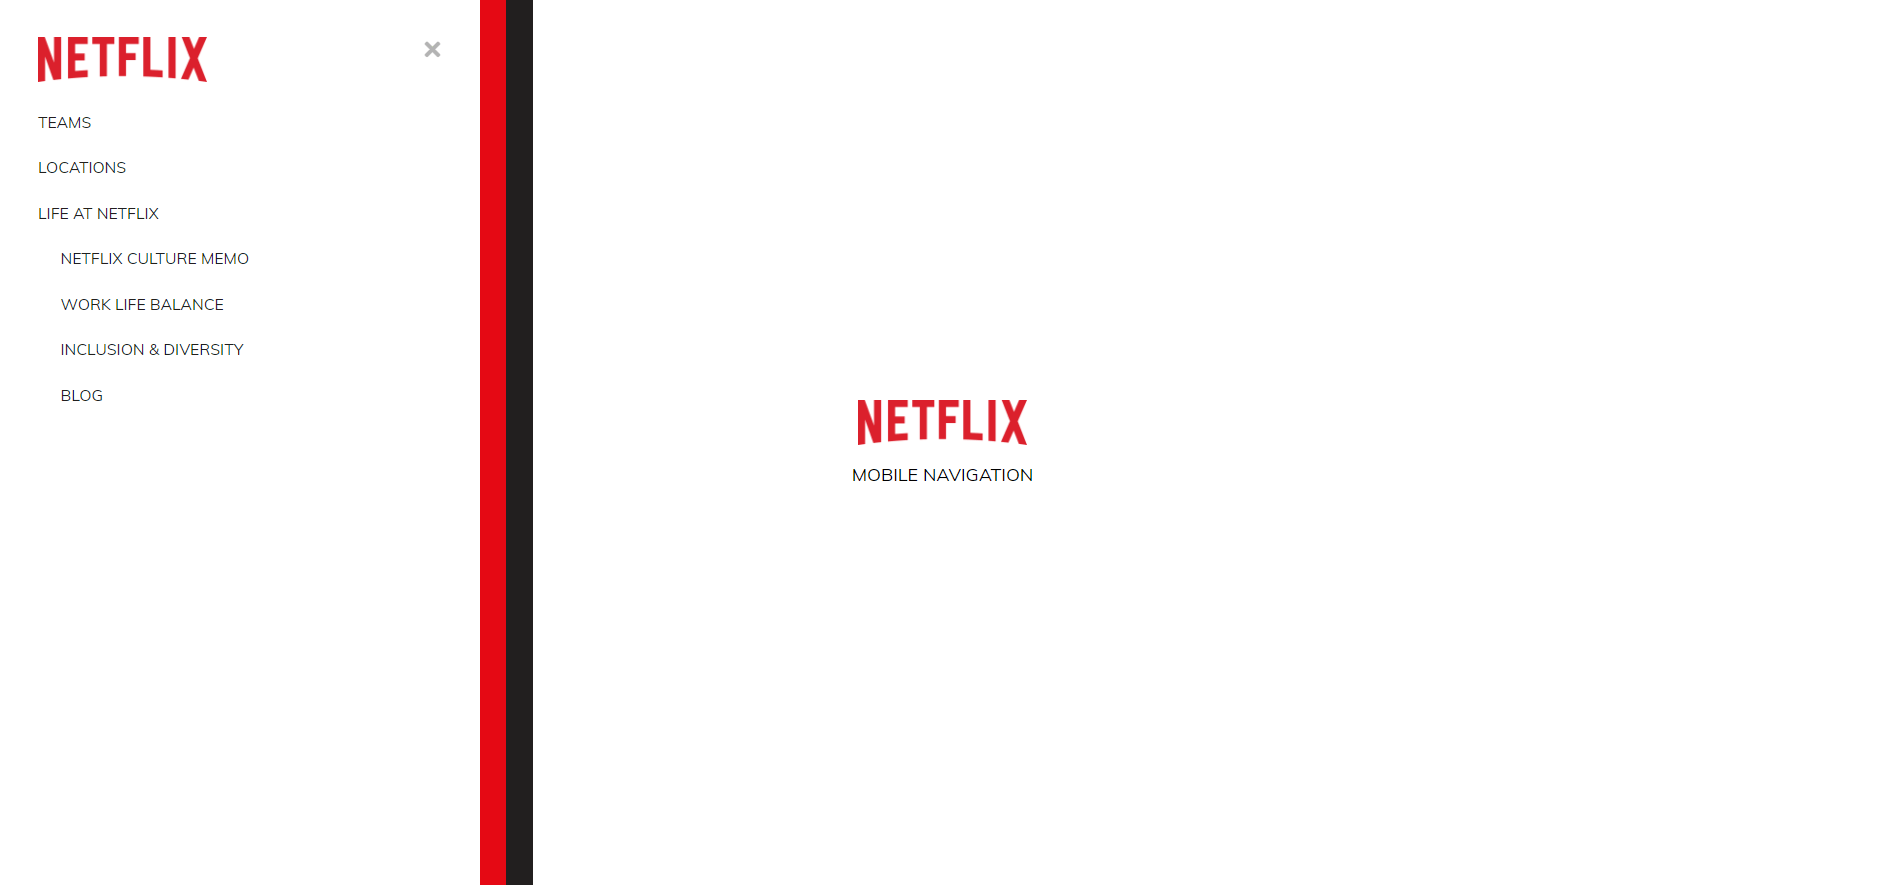 NETFLIX
TEAMS
LOCATIONS
LIFE AT NETFLIX
NETFLIX CULTURE MEMO
WORK LIFE BALANCE
INCLUSION & DIVERSITY
BLOG
NETFLIX
MOBILE NAVIGATION